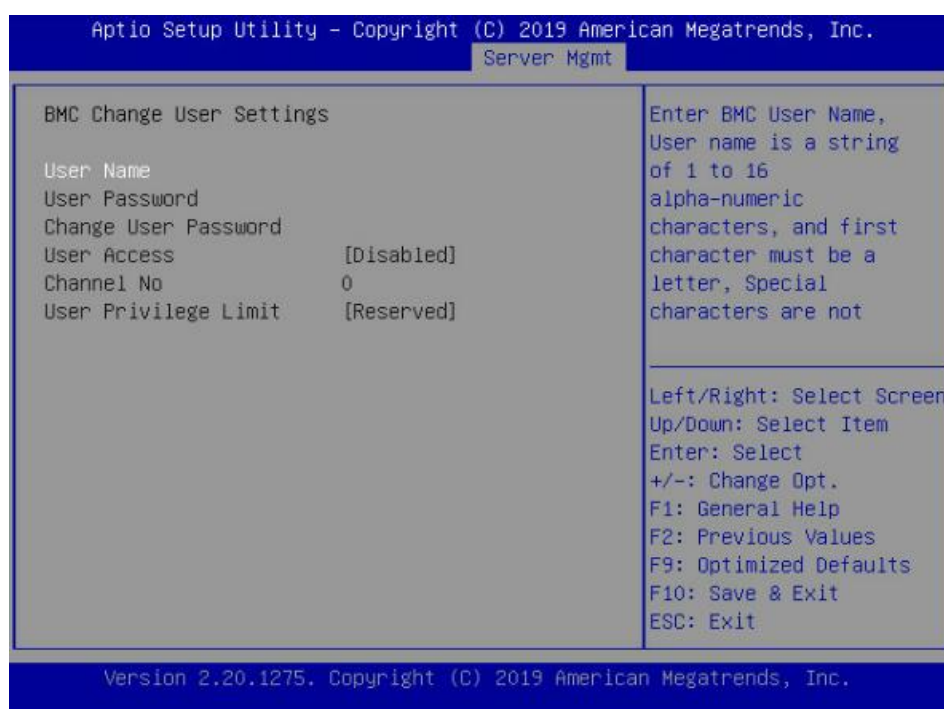 Aptio Setup Utility – Copyright (C) 2019 American Megatrends, Inc.
Server Mgmt
BMC Change User Settings
User Name
User Password
Change User Password
User Access [Disabled]
Channel No 0
User Privilege Limit [Reserved]
Enter BMC User Name,
User name is a string
of 1 to 16
alpha-numeric
characters, and first
character must be a
letter, Special
characters are not
Left/Right: Select Screen
Up/Down: Select Item
Enter: Select
+/-: Change Opt.
F1: General Help
F2: Previous Values
F9: Optimized Defaults
F10: Save & Exit
ESC: Exit
Version 2.20.1275. Copyright (C) 2019 American Megatrends, Inc.